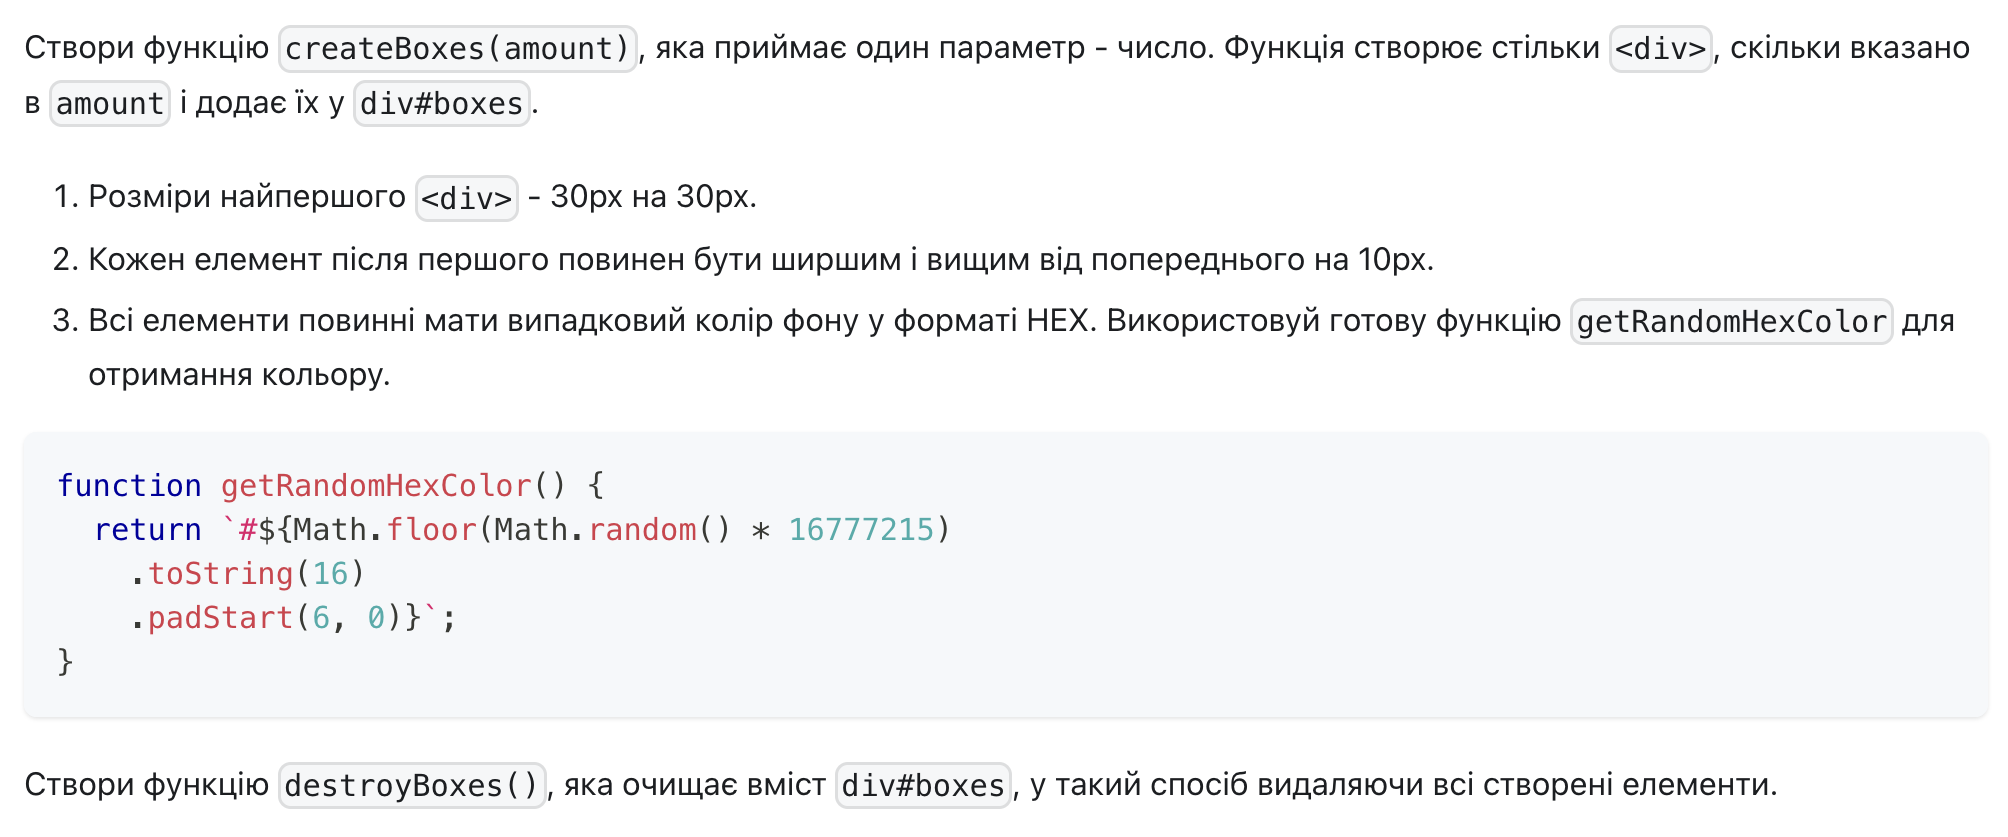 Створи функцію createBoxes(amount), яка приймає один параметр - число. Функція створює стільки <div>, скільки вказано
в amount і додає їх у div#boxes.
1. Розміри найпершого <div> - 30px на 30px.
2. Кожен елемент після першого повинен бути ширшим і вищим від попереднього на 10px.
3. Всі елементи повинні мати випадковий колір фону у форматі HEX. Використовуй готову функцію getRandomHexColor для
отримання кольору.
function getRandomHexColor() {
  return `#${Math.floor(Math.random() * 16777215)
    .toString(16)
    .padStart(6, 0)}`;
}
Створи функцію destroyBoxes(), яка очищає вміст div#boxes, у такий спосіб видаляючи всі створені елементи.